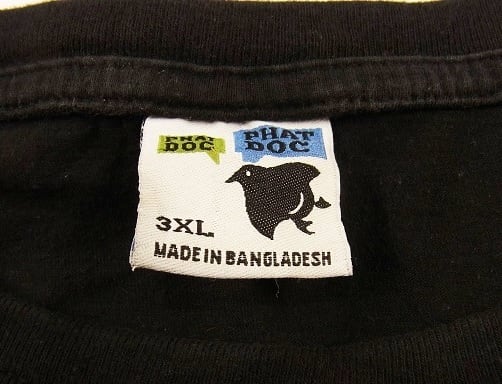 PHAT
DOC
PHAT
DOC
3XL
MADE IN BANGLADESH